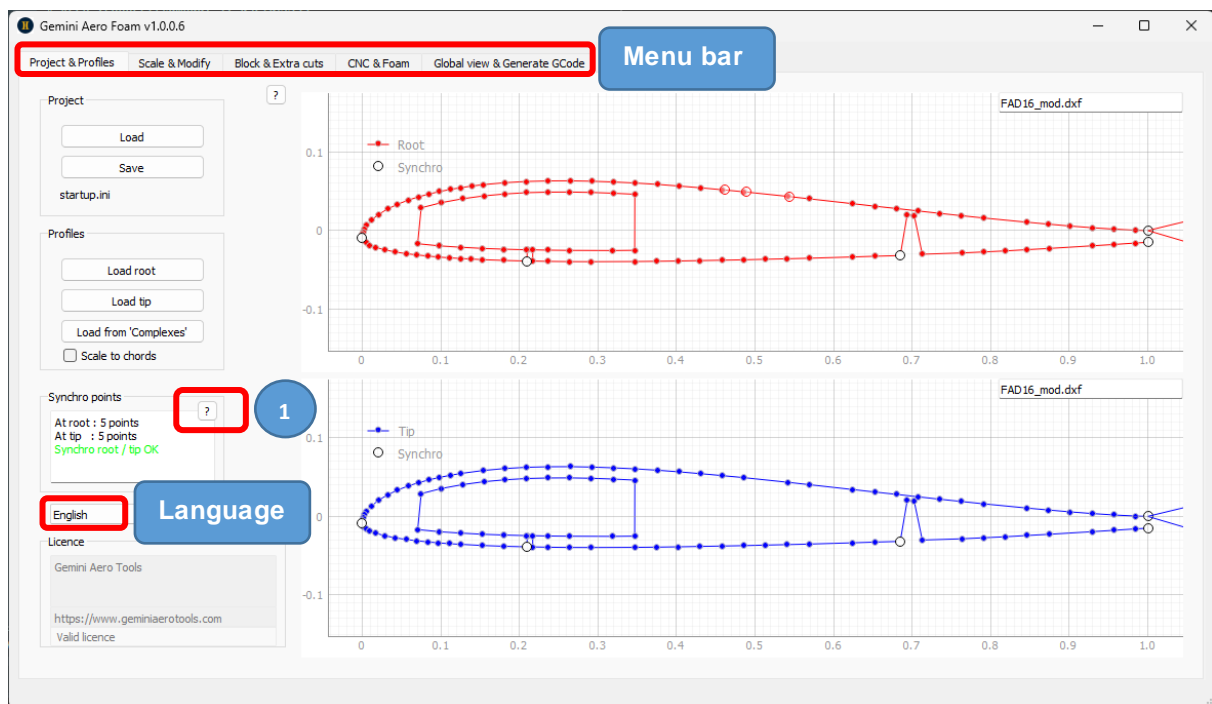 Gemini Aero Foam v1.0.0.6
Menu bar
Project & Profiles Scale & Modify Block & Extra cuts CNC & Foam Global view & Generate GCode
Project
?
Load
Save
startup.ini
Profiles
Load root
Load tip
Load from 'Complexes'
Scale to chords
Synchro points
?
1
At root : 5 points
At tip : 5 points
Synchro root / tip OK
English
Language
Licence
Gemini Aero Tools
https://www.geminiaerotools.com
Valid licence
FAD16_mod.dxf
Root
Synchro
0.1
0
-0.1
0 0.1 0.2 0.3 0.4 0.5 0.6 0.7 0.8 0.9 1.0
FAD16_mod.dxf
Tip
Synchro
0.1
0
-0.1
0 0.1 0.2 0.3 0.4 0.5 0.6 0.7 0.8 0.9 1.0